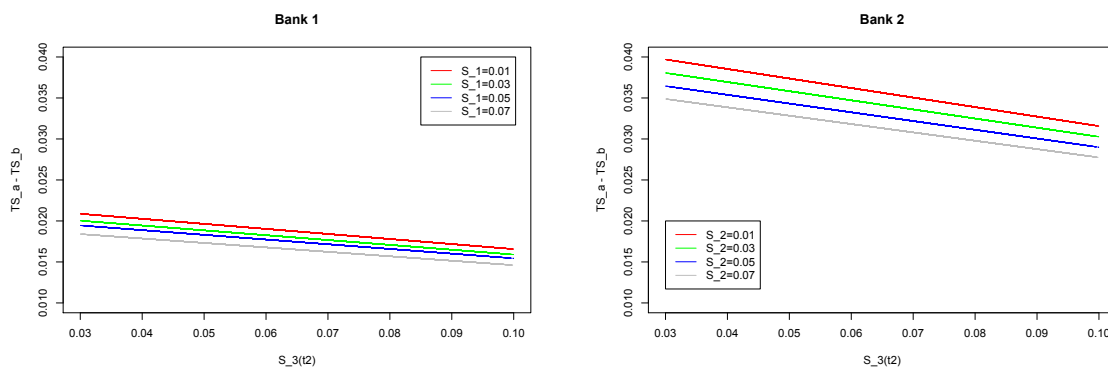 Bank 1
TS_a - TS_b
0.010 0.015 0.020 0.025 0.030 0.035 0.040
S_1=0.01
S_1=0.03
S_1=0.05
S_1=0.07
0.03 0.04 0.05 0.06 0.07 0.08 0.09 0.10
S_3(t2)
Bank 2
TS_a - TS_b
0.010 0.015 0.020 0.025 0.030 0.035 0.040
S_2=0.01
S_2=0.03
S_2=0.05
S_2=0.07
0.03 0.04 0.05 0.06 0.07 0.08 0.09 0.10
S_3(t2)